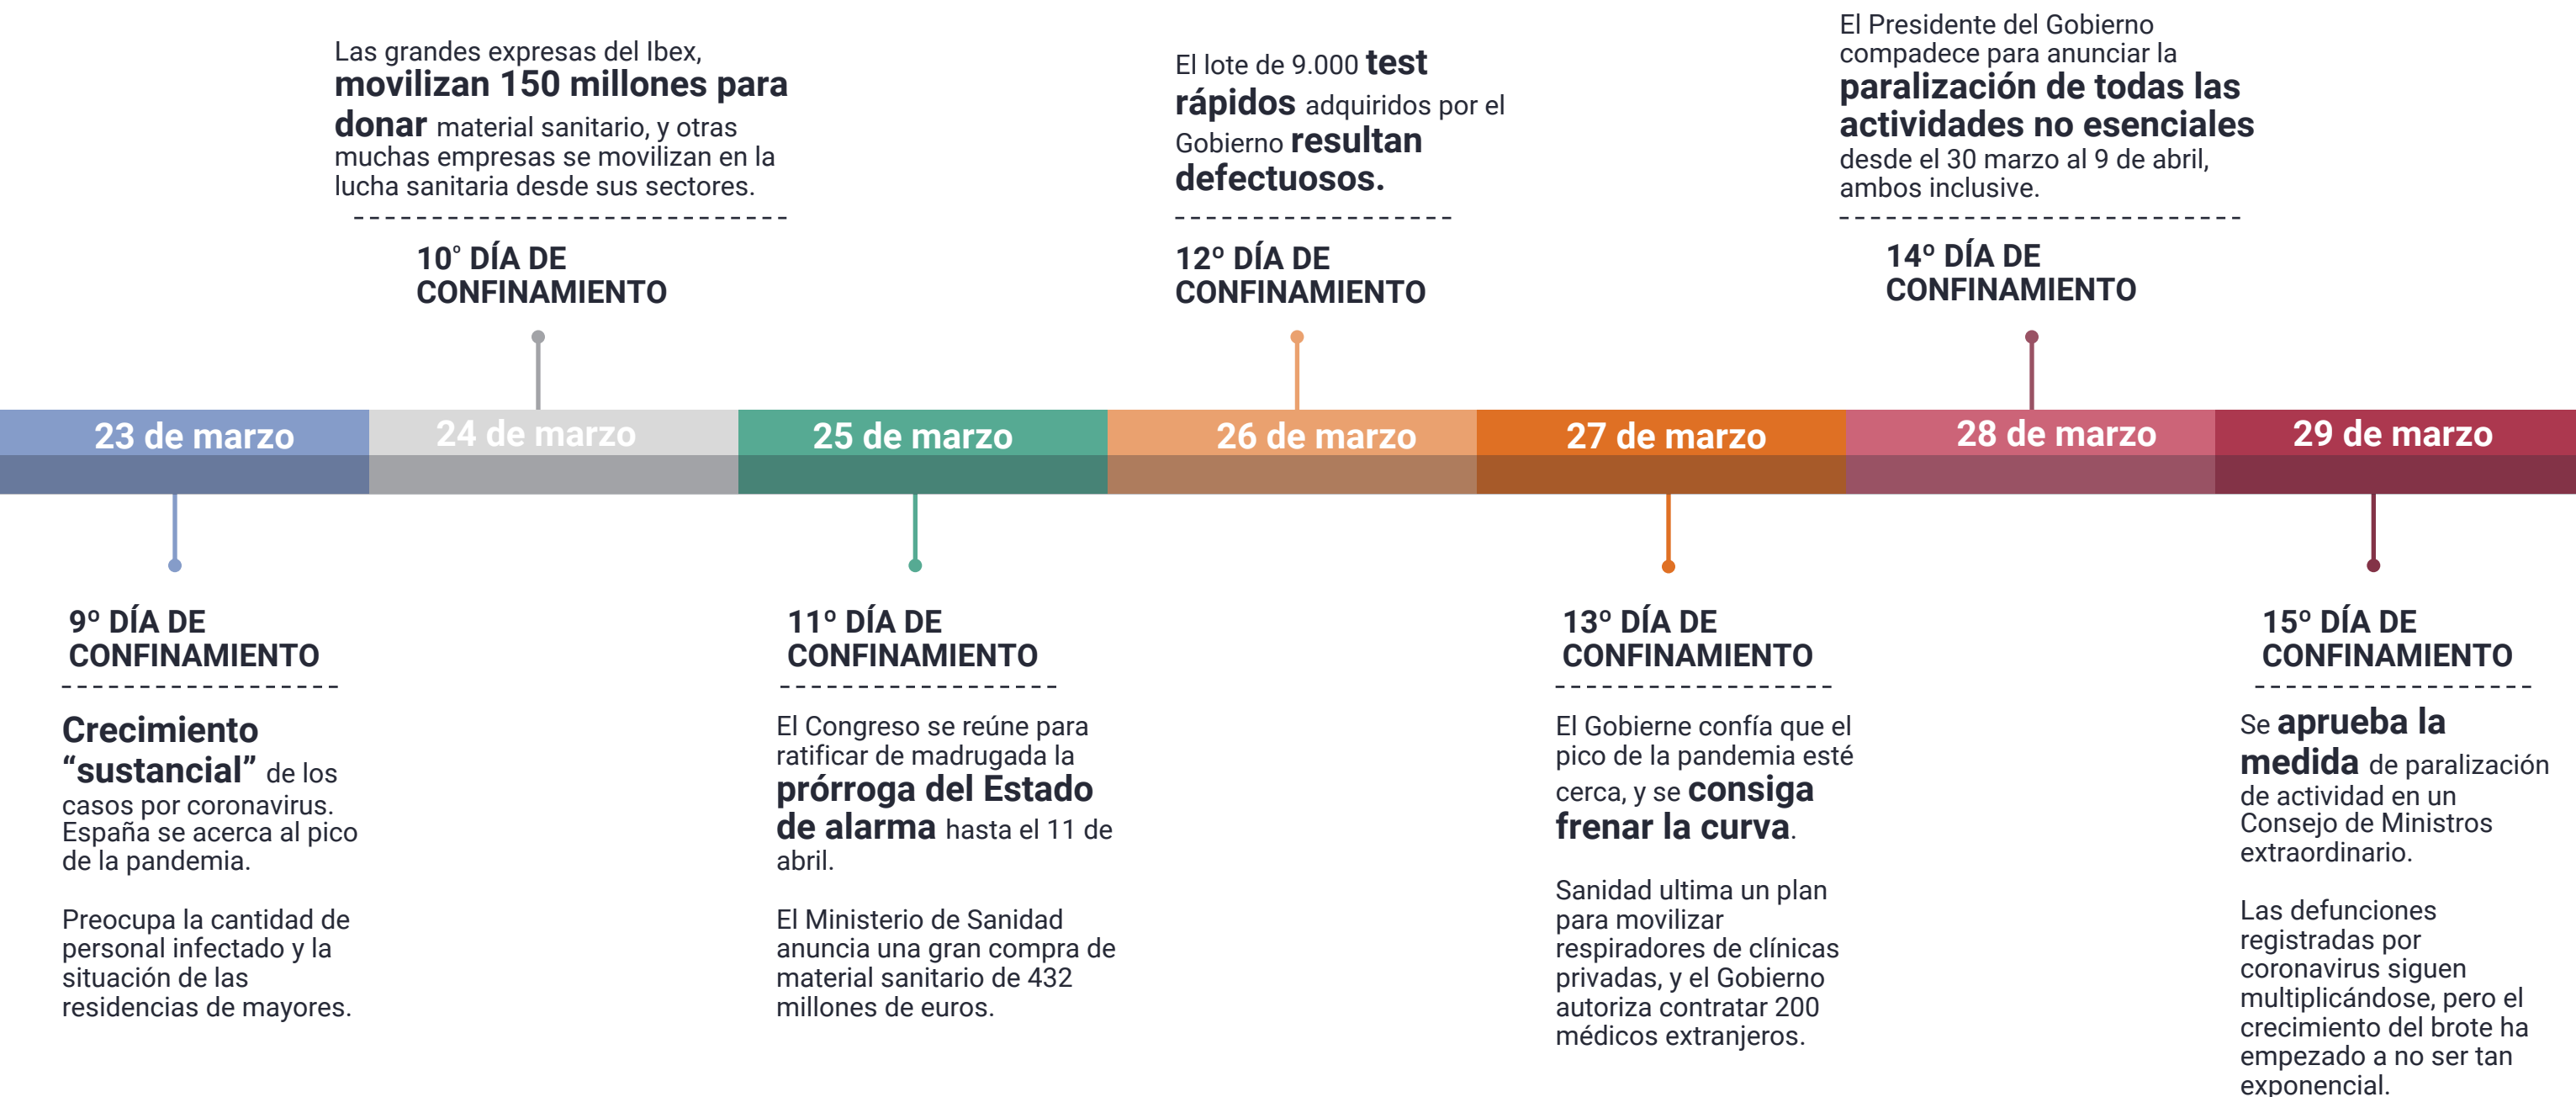 Las grandes expresas del Ibex,
movilizan 150 millones para
donar material sanitario, y otras
muchas empresas se movilizan en la
lucha sanitaria desde sus sectores.
10º DÍA DE
CONFINAMIENTO
El lote de 9.000 test
rápidos adquiridos por el
Gobierno resultan
defectuosos.
12º DÍA DE
CONFINAMIENTO
El Presidente del Gobierno
compadece para anunciar la
paralización de todas las
actividades no esenciales
desde el 30 marzo al 9 de abril,
ambos inclusive.
14º DÍA DE
CONFINAMIENTO
23 de marzo
24 de marzo
25 de marzo
26 de marzo
27 de marzo
28 de marzo
29 de marzo
9º DÍA DE
CONFINAMIENTO
Crecimiento
“sustancial” de los
casos por coronavirus.
España se acerca al pico
de la pandemia.
Preocupa la cantidad de
personal infectado y la
situación de las
residencias de mayores.
11º DÍA DE
CONFINAMIENTO
El Congreso se reúne para
ratificar de madrugada la
prórroga del Estado
de alarma hasta el 11 de
abril.
El Ministerio de Sanidad
anuncia una gran compra de
material sanitario de 432
millones de euros.
13º DÍA DE
CONFINAMIENTO
El Gobierne confía que el
pico de la pandemia esté
cerca, y se consiga
frenar la curva.
Sanidad ultima un plan
para movilizar
respiradores de clínicas
privadas, y el Gobierno
autoriza contratar 200
médicos extranjeros.
15º DÍA DE
CONFINAMIENTO
Se aprueba la
medida de paralización
de actividad en un
Consejo de Ministros
extraordinario.
Las defunciones
registradas por
coronavirus siguen
multiplicándose, pero el
crecimiento del brote ha
empezado a no ser tan
exponencial.